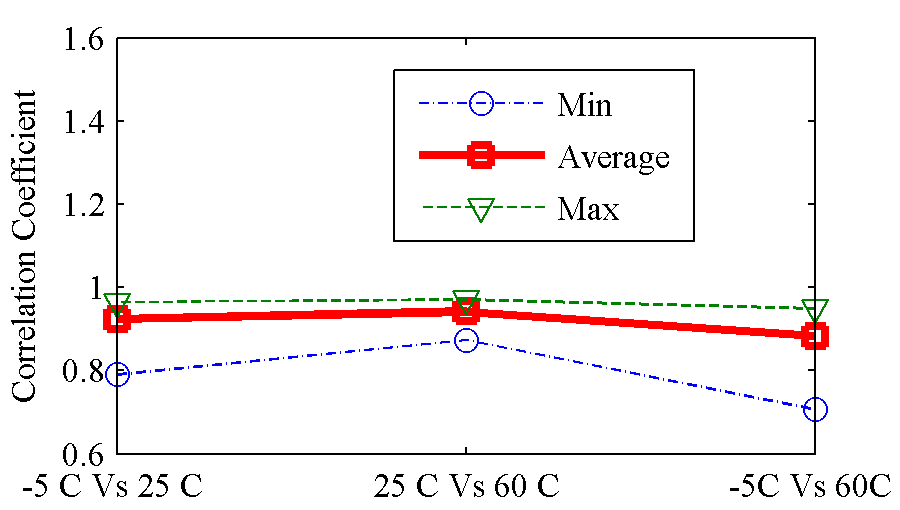 1.6
1.4
1.2
1
0.8
0.6
Correlation Coefficient
Min
Average
Max
-5 C Vs 25 C
25 C Vs 60 C
-5C Vs 60C